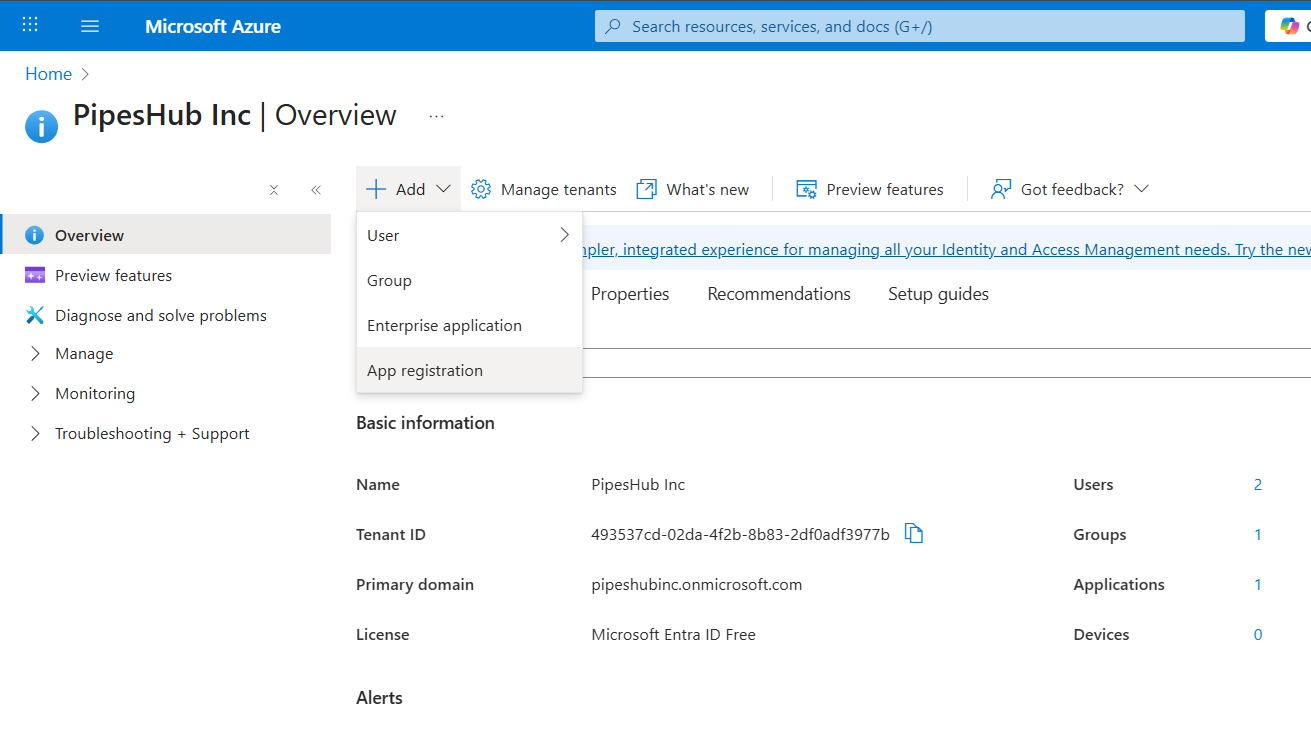 Microsoft Azure
Search resources, services, and docs (G+/)
Home
PipesHub Inc | Overview
Add
Manage tenants
What's new
Preview features
Got feedback?
Overview
Preview features
Diagnose and solve problems
Manage
Monitoring
Troubleshooting + Support
User
Group
Enterprise application
App registration
integrated experience for managing all your Identity and Access Management needs. Try the new
Properties
Recommendations
Setup guides
Basic information
Name
PipesHub Inc
Users
2
Tenant ID
493537cd-02da-4f2b-8b83-2df0adf3977b
Groups
1
Primary domain
pipeshubinc.onmicrosoft.com
Applications
1
License
Microsoft Entra ID Free
Devices
0
Alerts